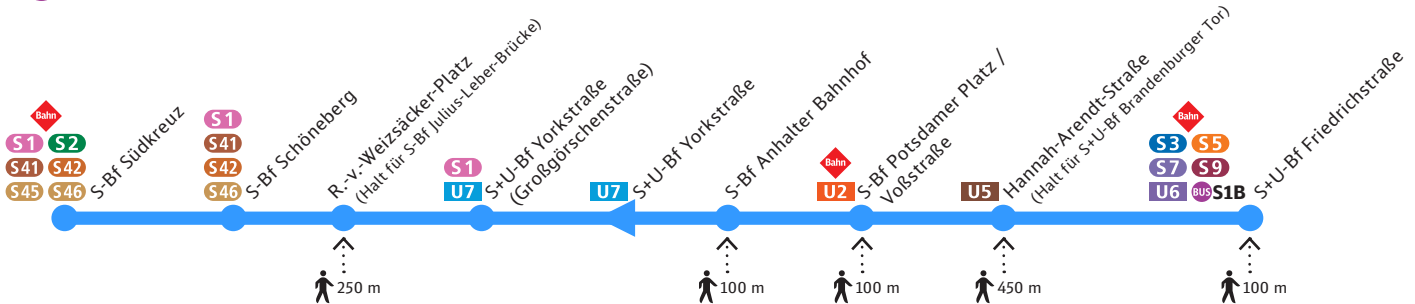 Bahn
S1 S2
S41 S42
S45 S46
S-Bf Südkreuz
S1
S41
S42
S46
S-Bf Schöneberg
R.-v.-Weizsäcker-Platz
(Halt für S-Bf Julius-Leber-Brücke)
250 m
S1
U7
S+U-Bf Yorkstraße
(Großgörschenstraße)
U7
S+U-Bf Yorkstraße
S-Bf Anhalter Bahnhof
100 m
Bahn
U2
S-Bf Potsdamer Platz /
Voßstraße
100 m
U5
Hannah-Arendt-Straße
(Halt für S+U-Bf Brandenburger Tor)
450 m
Bahn
S3 S5
S7 S9
U6 BUS S1B
S+U-Bf Friedrichstraße
100 m